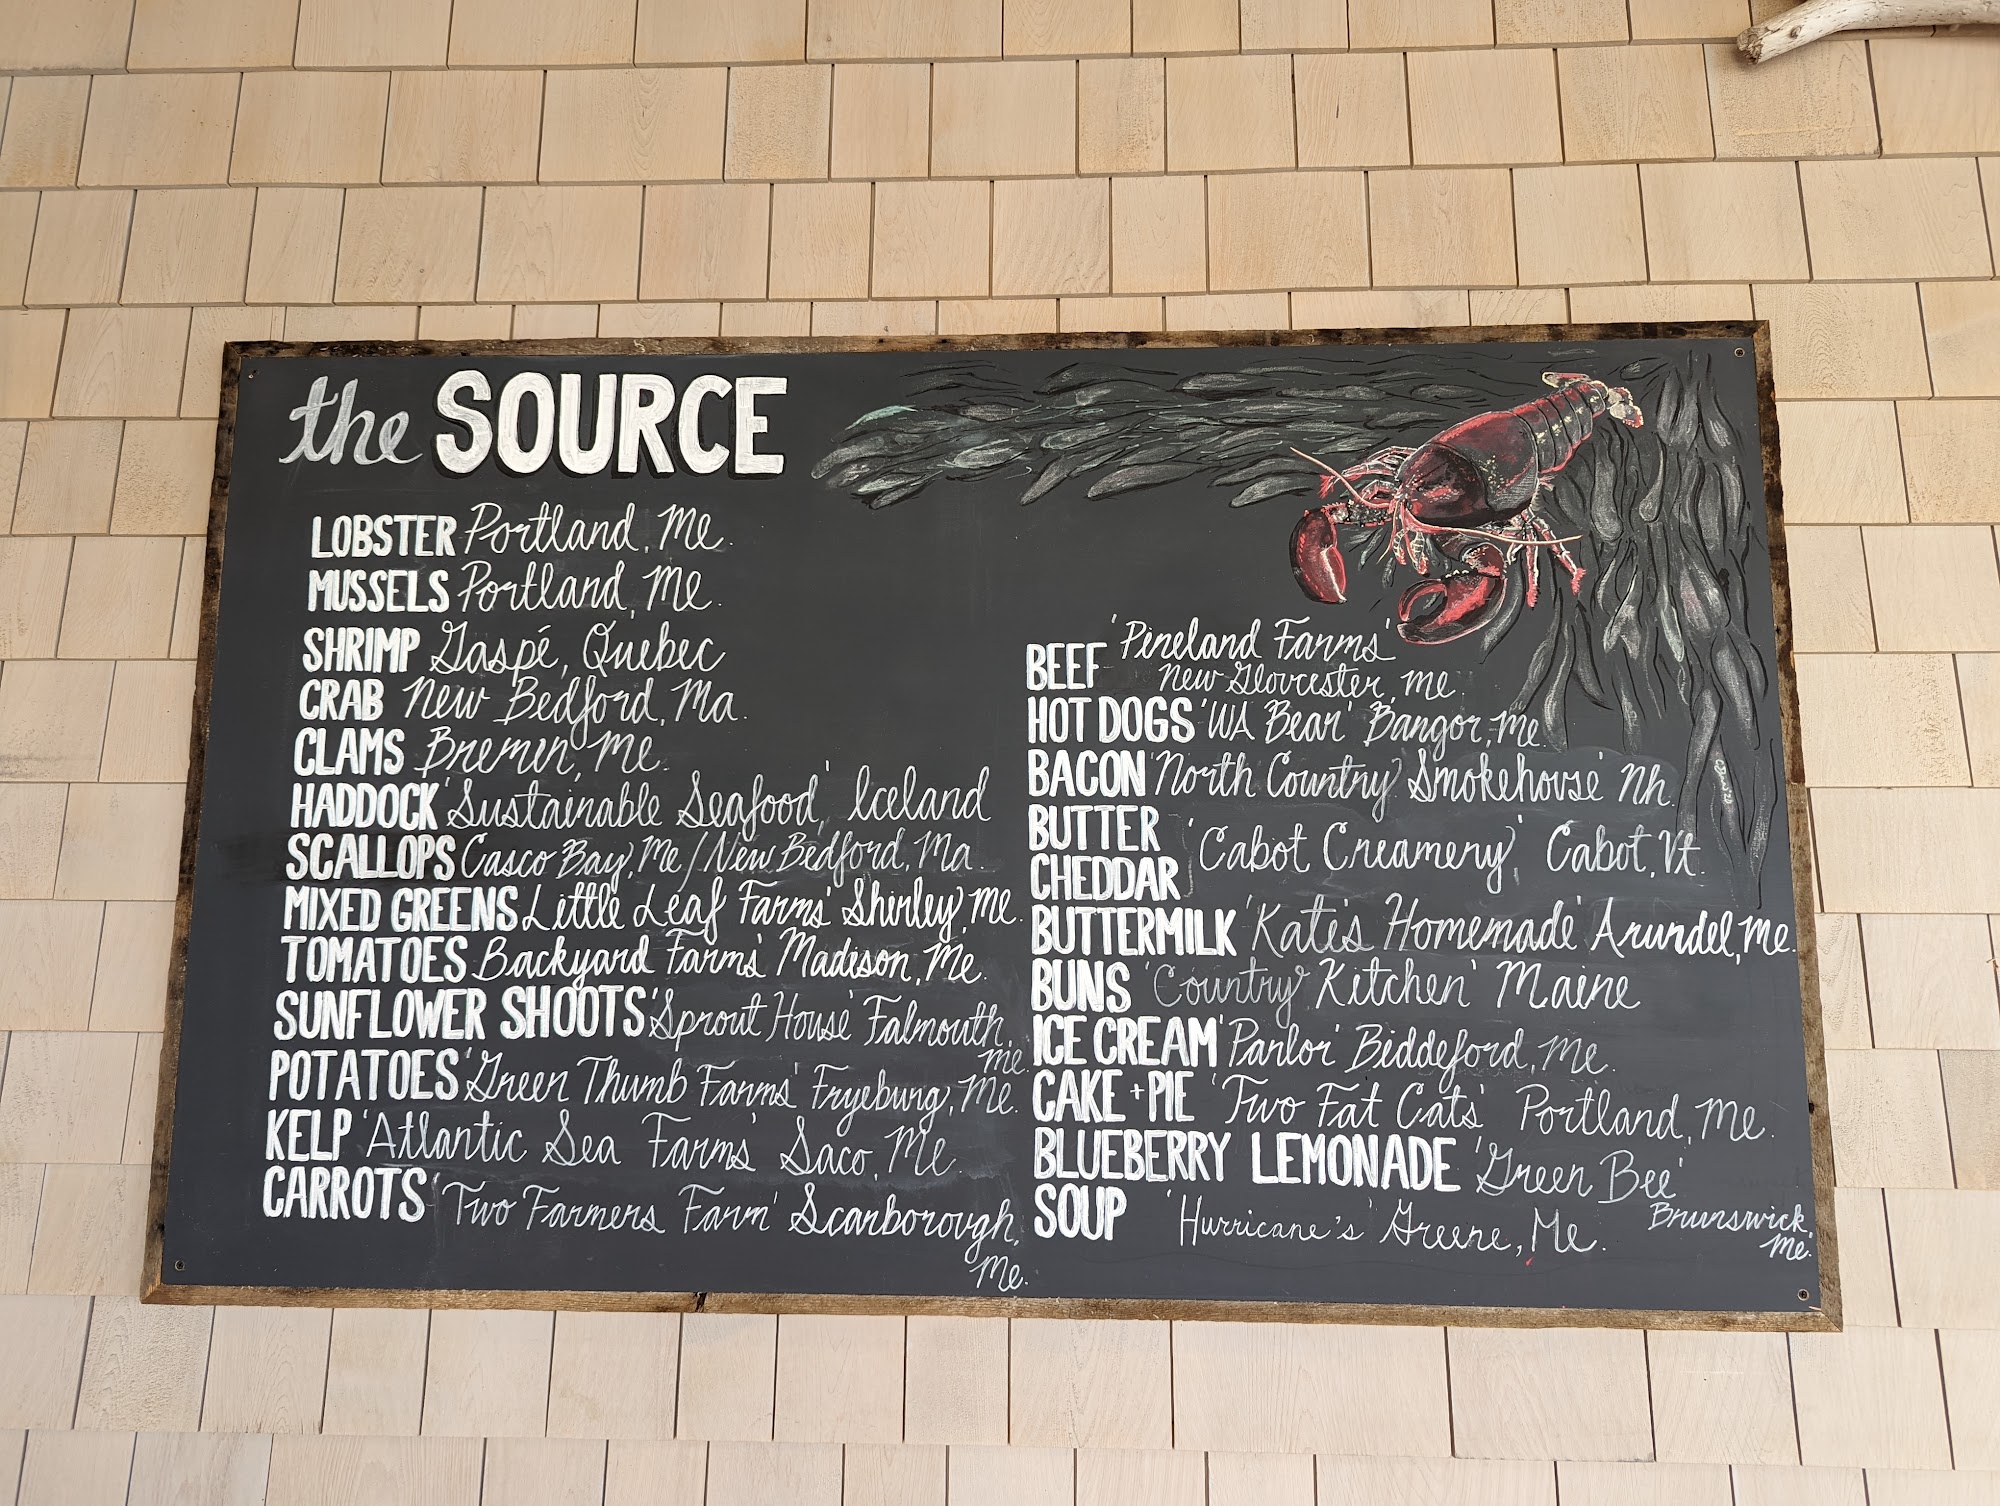 the SOURCE
LOBSTER Portland, Me.
MUSSELS Portland, Me.
SHRIMP Gaspé, Quebec
CRAB New Bedford, Ma.
CLAMS Bremen, Me.
HADDOCK 'Sustainable Seafood' Iceland
SCALLOPS Casco Bay, Me / New Bedford, Ma.
MIXED GREENS Little Leaf Farms' Shirley, Me.
TOMATOES Backyard Farms' Madison, Me.
SUNFLOWER SHOOTS 'Sprout House' Falmouth,
Me.
POTATOES 'Green Thumb Farms' Fryeburg, Me.
KELP 'Atlantic Sea Farms' Saco, Me.
CARROTS 'Two Farmers Farm' Scarborough,
Me.
BEEF 'Pineland Farms'
New Gloucester, Me.
HOT DOGS 'WA Bean' Bangor, Me.
BACON 'North Country Smokehouse' Nh.
BUTTER
CHEDDAR 'Cabot Creamery' Cabot, Vt.
BUTTERMILK 'Kate's Homemade' Arundel, Me.
BUNS 'Country Kitchen' Maine
ICE CREAM 'Parlor' Biddeford, Me.
CAKE + PIE 'Two Fat Cats' Portland, Me.
BLUEBERRY LEMONADE 'Green Bee'
Brunswick,
Me.
SOUP 'Hurricane's' Greene, Me.